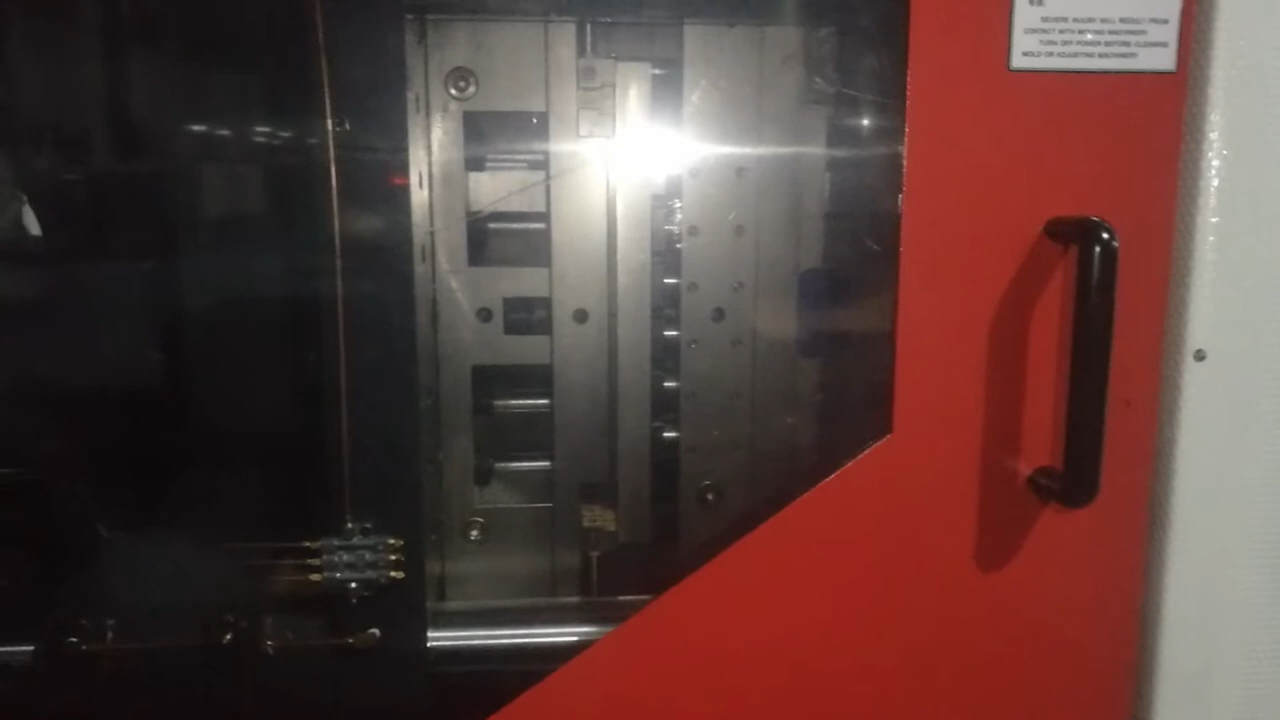 SEVERE INJURY WILL RESULT FROM
CONTACT WITH MOVING MACHINERY
TURN OFF POWER BEFORE CLEANING
MOLD OR ADJUSTING MACHINERY